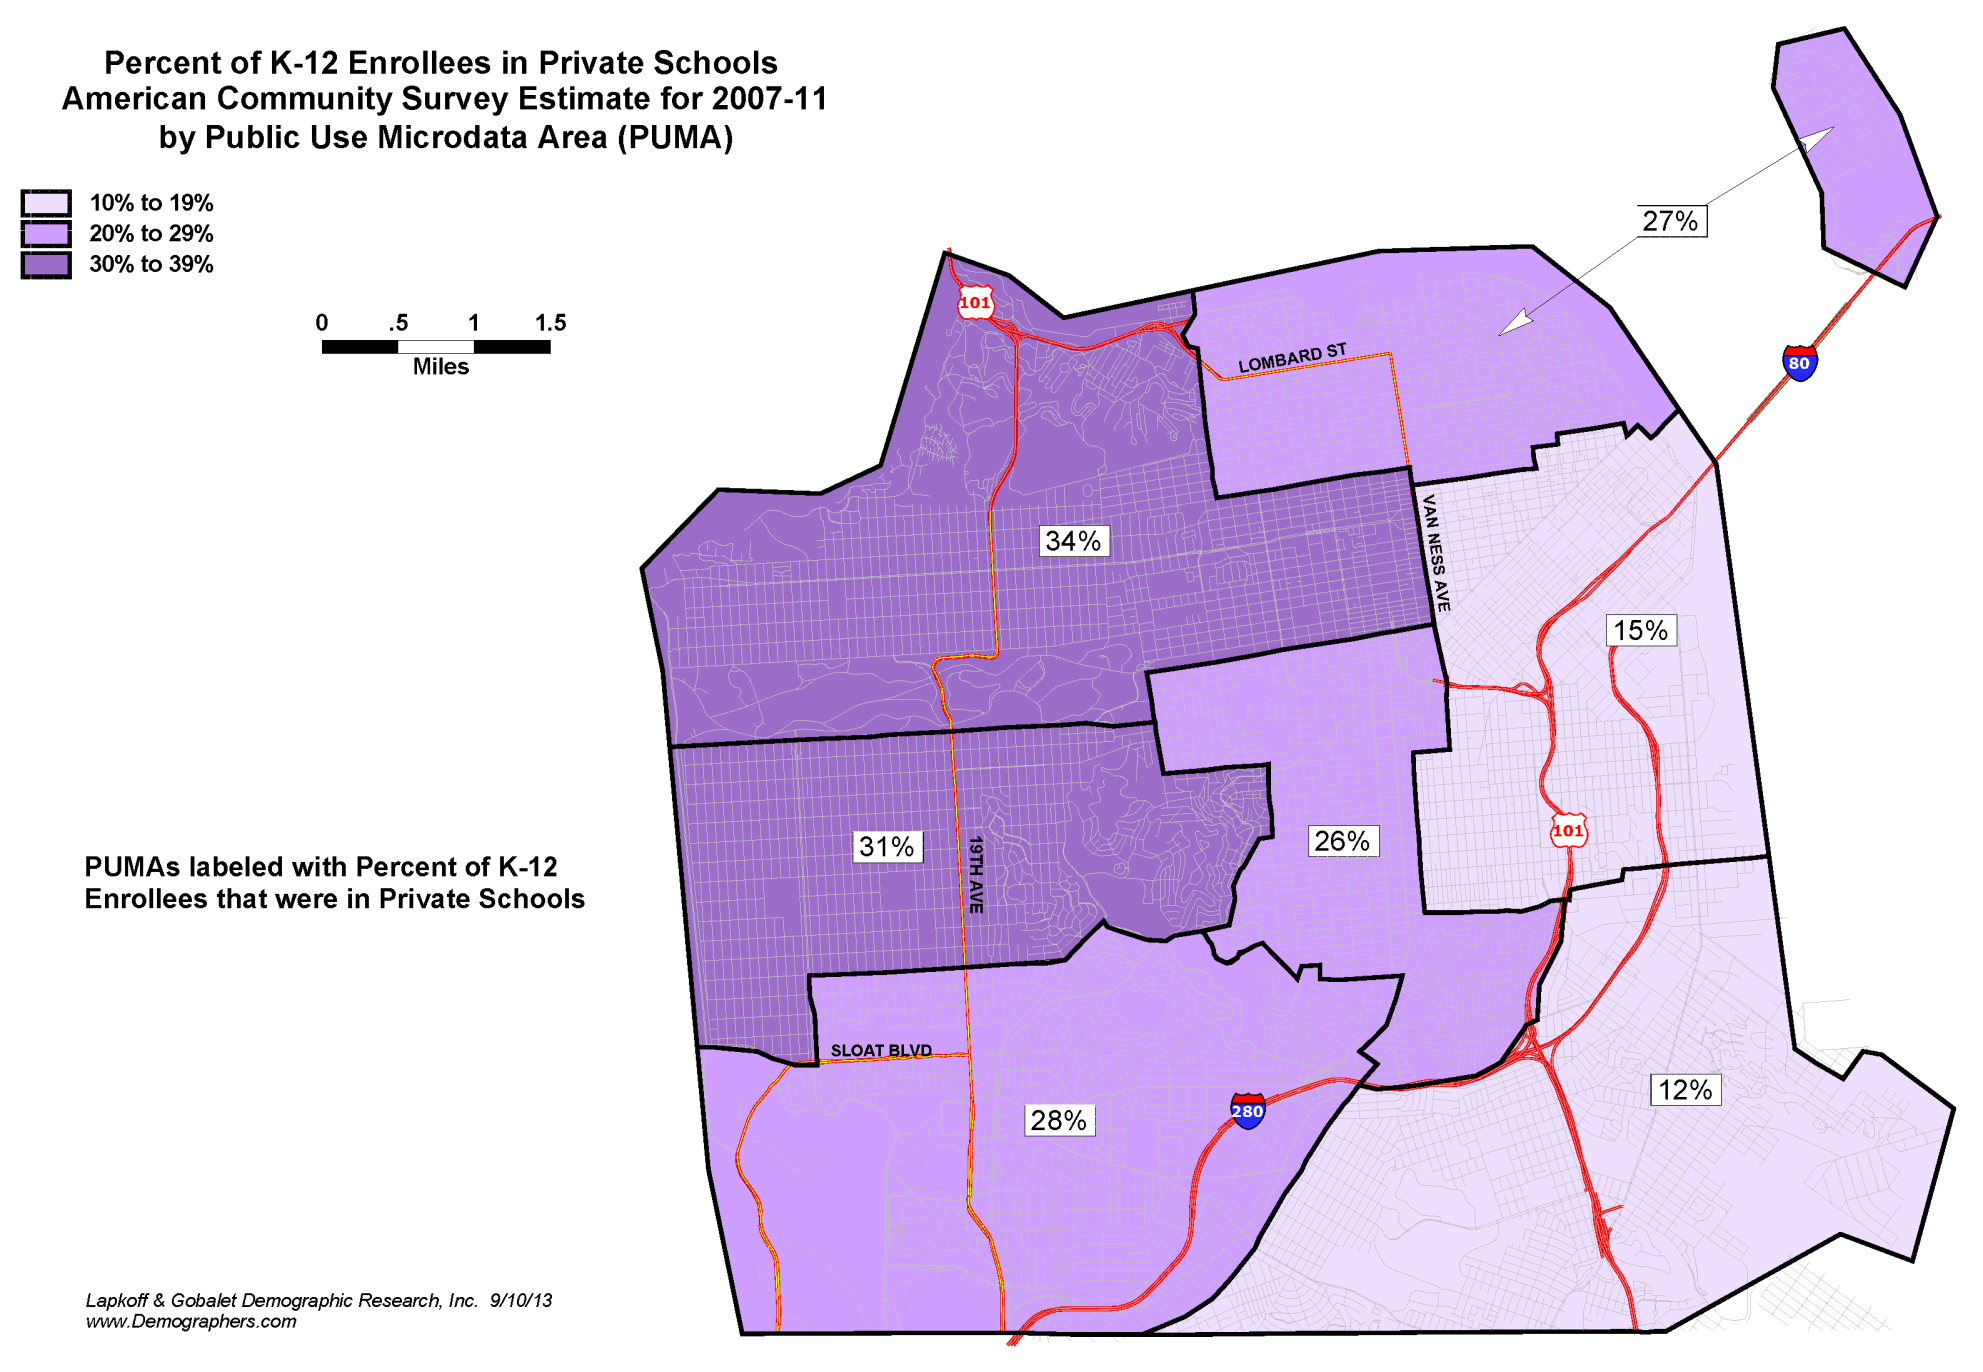 Percent of K-12 Enrollees in Private Schools
American Community Survey Estimate for 2007-11
by Public Use Microdata Area (PUMA)
10% to 19%
20% to 29%
30% to 39%
0 .5 1 1.5
Miles
27%
101
LOMBARD ST
80
34%
VAN NESS AVE
15%
31%
19TH AVE
26%
101
PUMAs labeled with Percent of K-12
Enrollees that were in Private Schools
SLOAT BLVD
28%
280
12%
Lapkoff & Gobalet Demographic Research, Inc. 9/10/13
www.Demographers.com